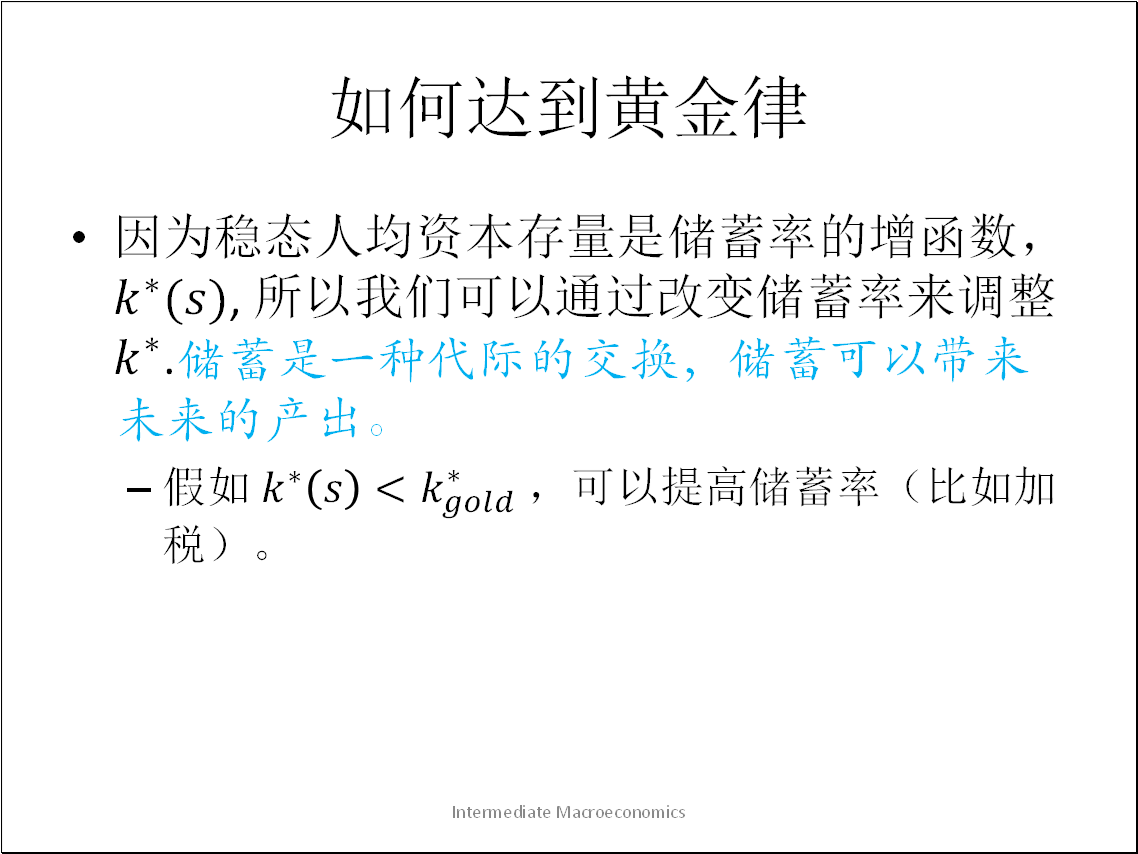 如何达到黄金律
• 因为稳态人均资本存量是储蓄率的增函数，
k*(s), 所以我们可以通过改变储蓄率来调整
k*.储蓄是一种代际的交换，储蓄可以带来
未来的产出。
– 假如 k*(s) < k*gold ，可以提高储蓄率（比如加
税）。
Intermediate Macroeconomics